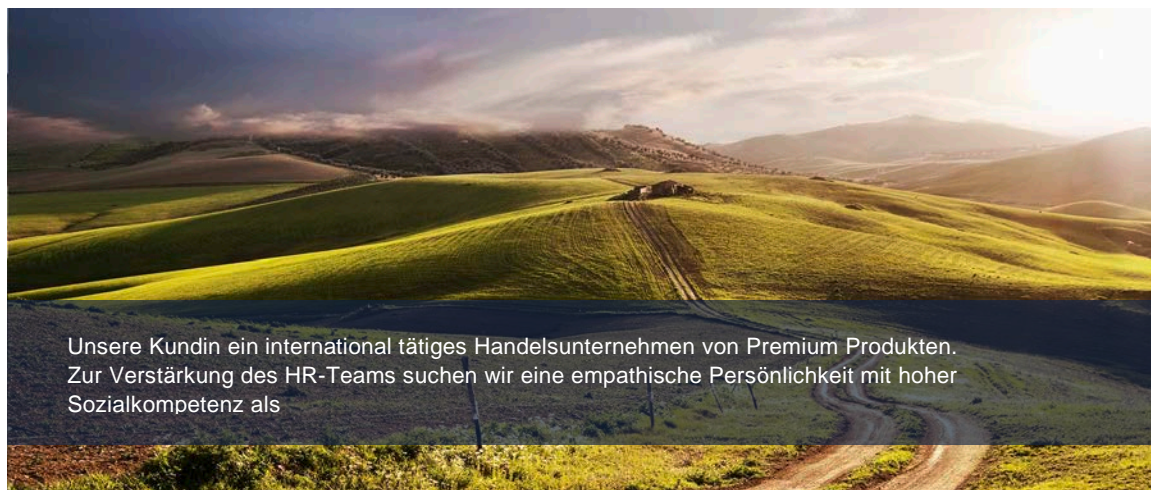 Unsere Kundin ein international tätiges Handelsunternehmen von Premium Produkten.
Zur Verstärkung des HR-Teams suchen wir eine empathische Persönlichkeit mit hoher
Sozialkompetenz als